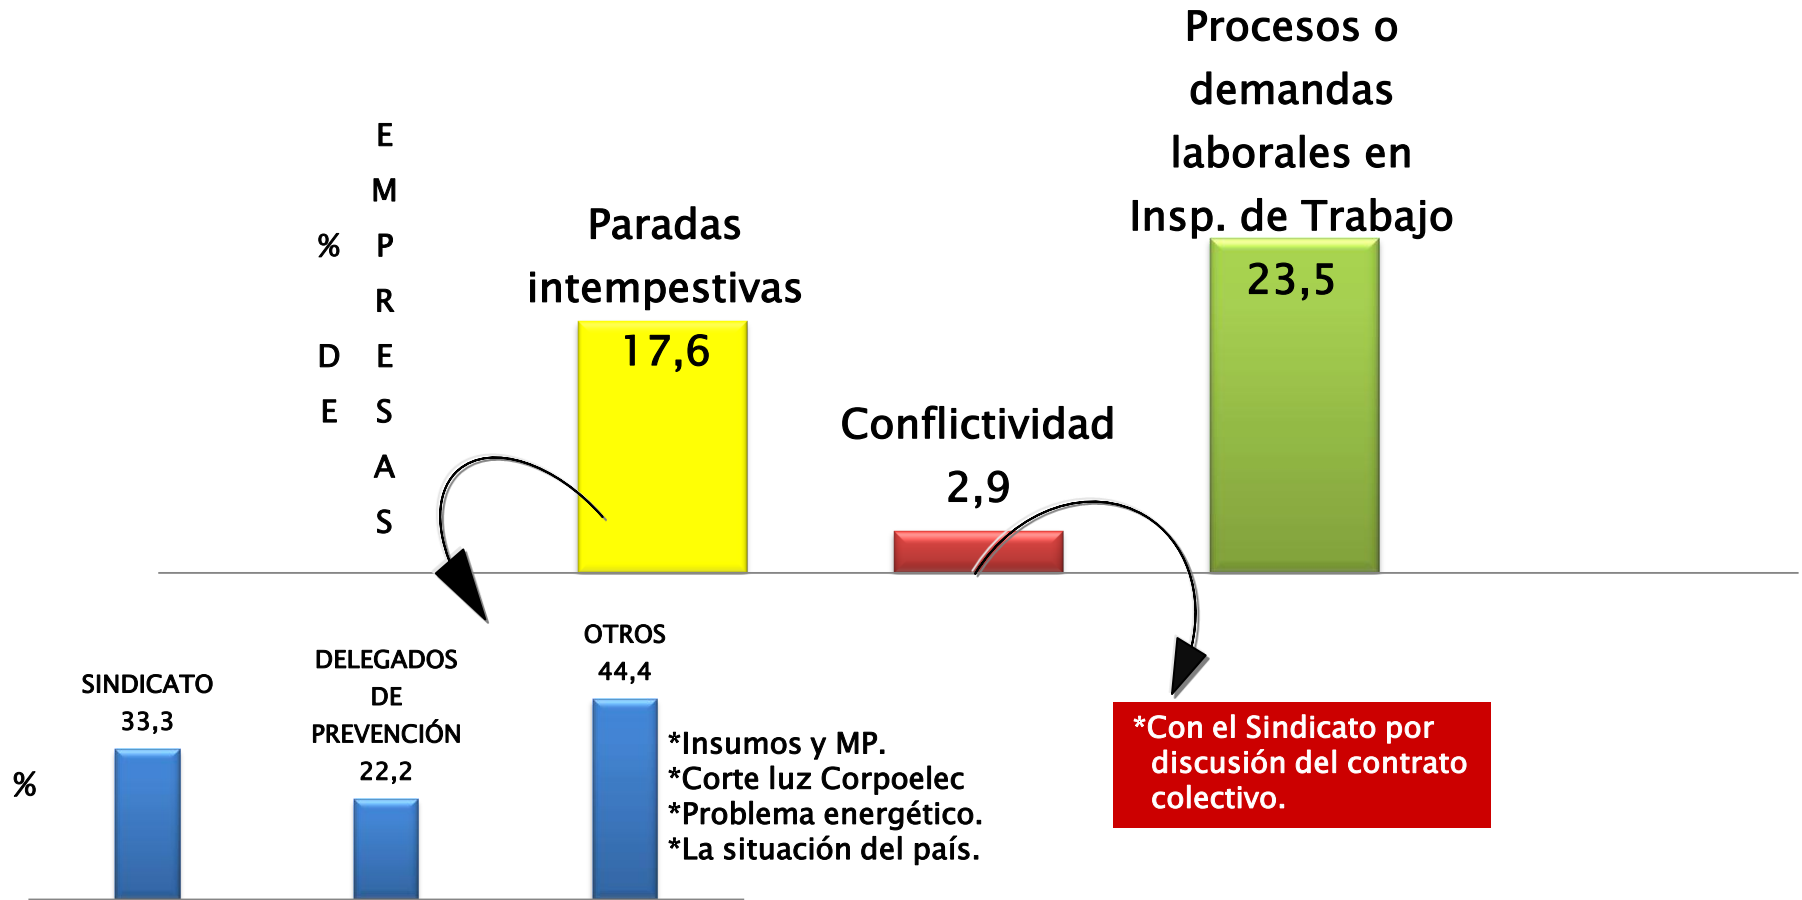 % DE
EMPRESAS
Paradas
intempestivas
17,6
Conflictividad
2,9
Procesos o
demandas
laborales en
Insp. de Trabajo
23,5
%
SINDICATO
33,3
DELEGADOS
DE
PREVENCIÓN
22,2
OTROS
44,4
*Insumos y MP.
*Corte luz Corpoelec
*Problema energético.
*La situación del país.
*Con el Sindicato por
discusión del contrato
colectivo.